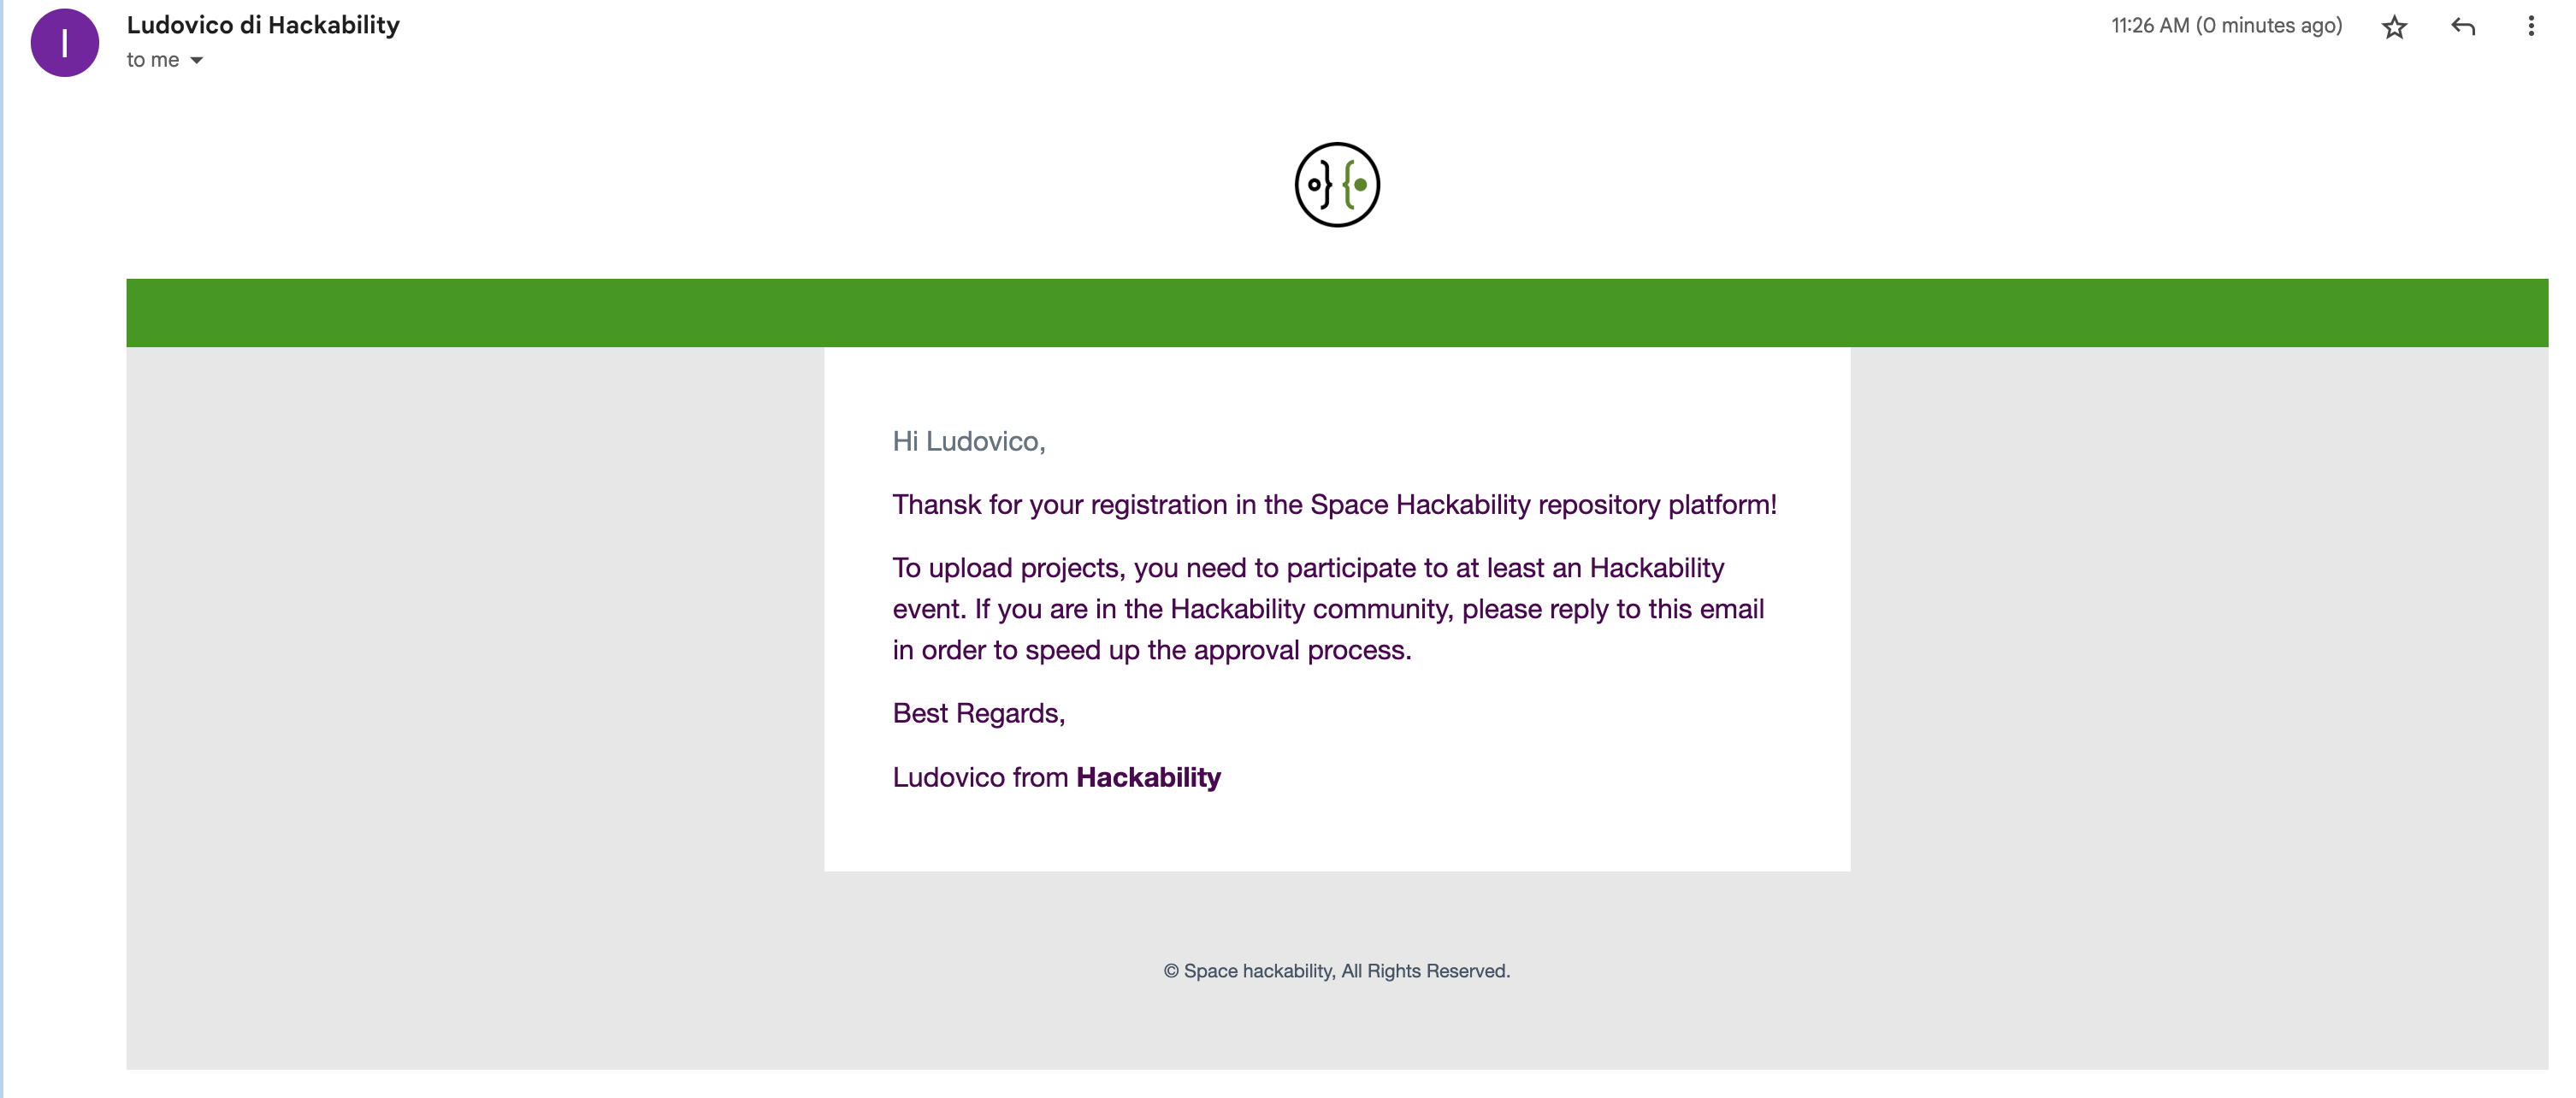 Ludovico di Hackability
11:26 AM (0 minutes ago)
to me
Hi Ludovico,
Thansk for your registration in the Space Hackability repository platform!
To upload projects, you need to participate to at least an Hackability
event. If you are in the Hackability community, please reply to this email
in order to speed up the approval process.
Best Regards,
Ludovico from Hackability
© Space hackability, All Rights Reserved.